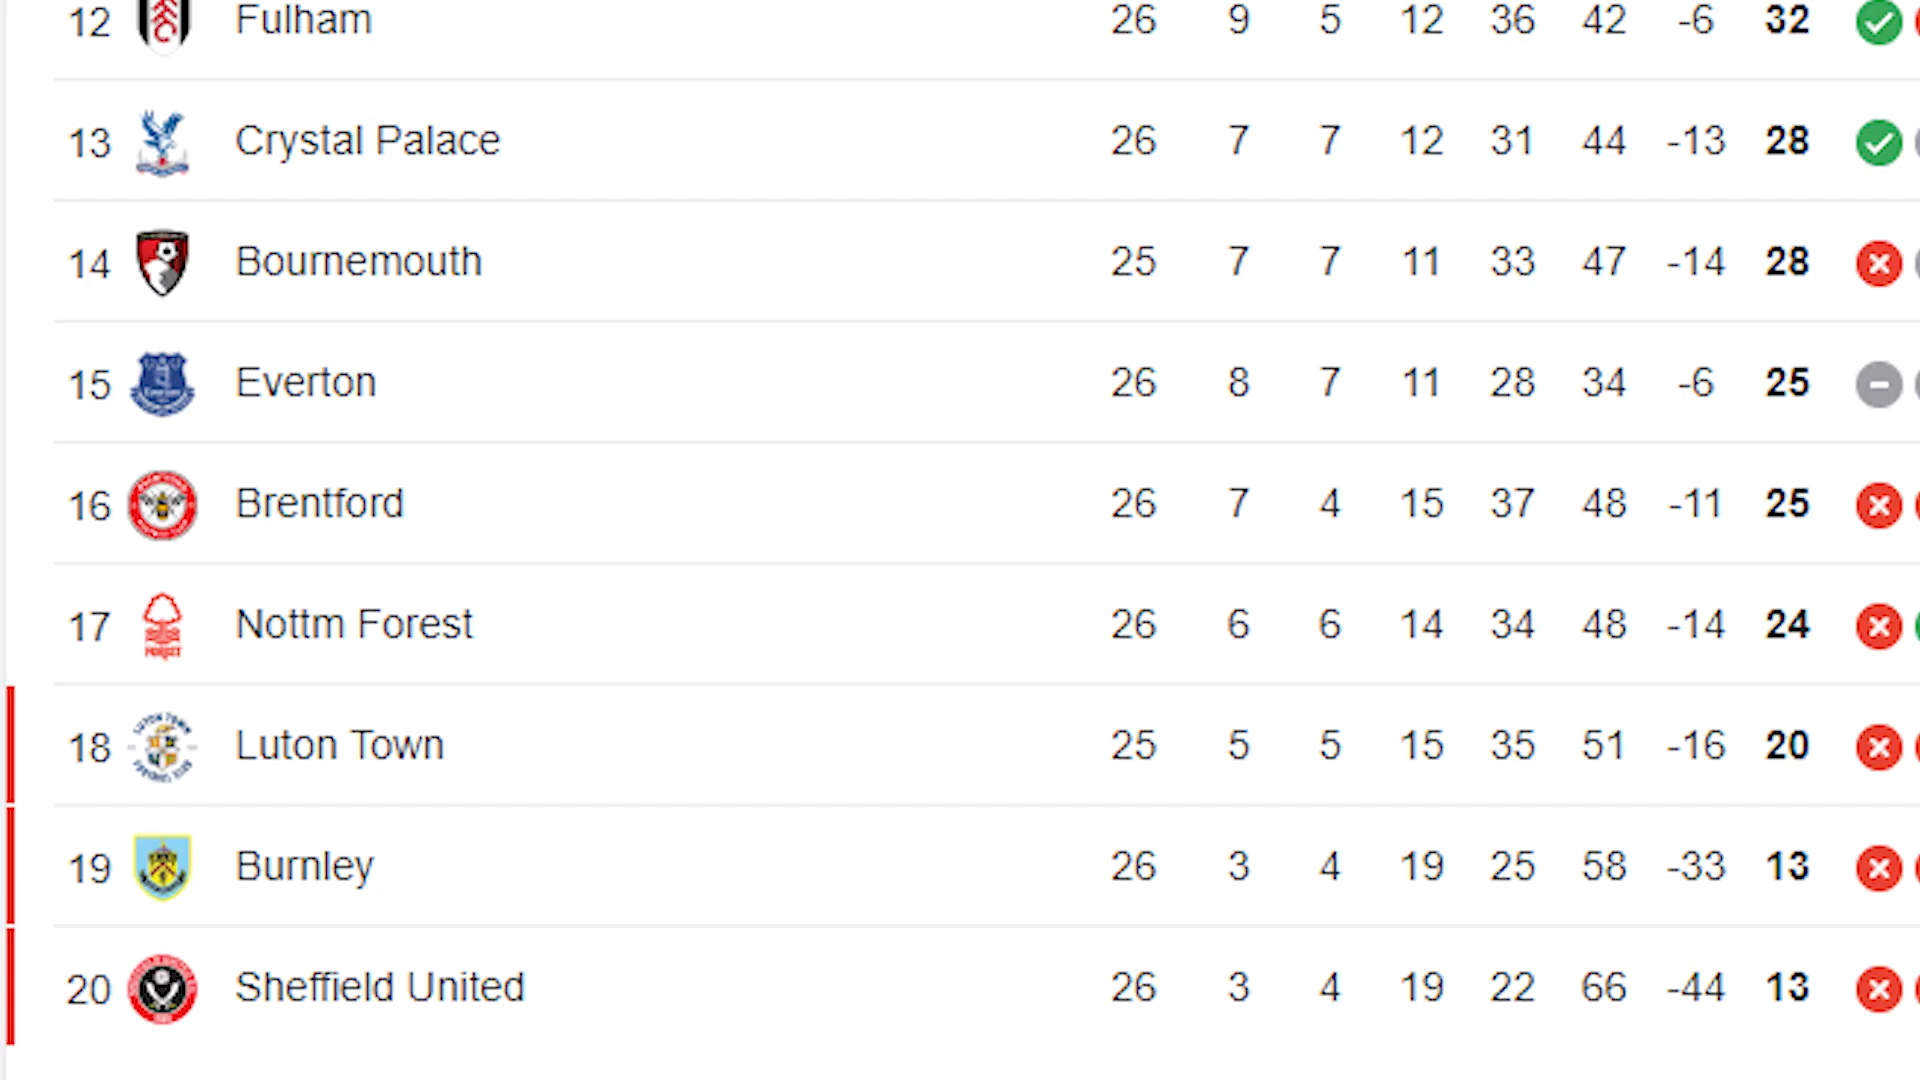 12 Fulham 26 9 5 12 36 42 -6 32
13 Crystal Palace 26 7 7 12 31 44 -13 28
14 Bournemouth 25 7 7 11 33 47 -14 28
15 Everton 26 8 7 11 28 34 -6 25
16 Brentford 26 7 4 15 37 48 -11 25
17 Nottm Forest 26 6 6 14 34 48 -14 24
18 Luton Town 25 5 5 15 35 51 -16 20
19 Burnley 26 3 4 19 25 58 -33 13
20 Sheffield United 26 3 4 19 22 66 -44 13